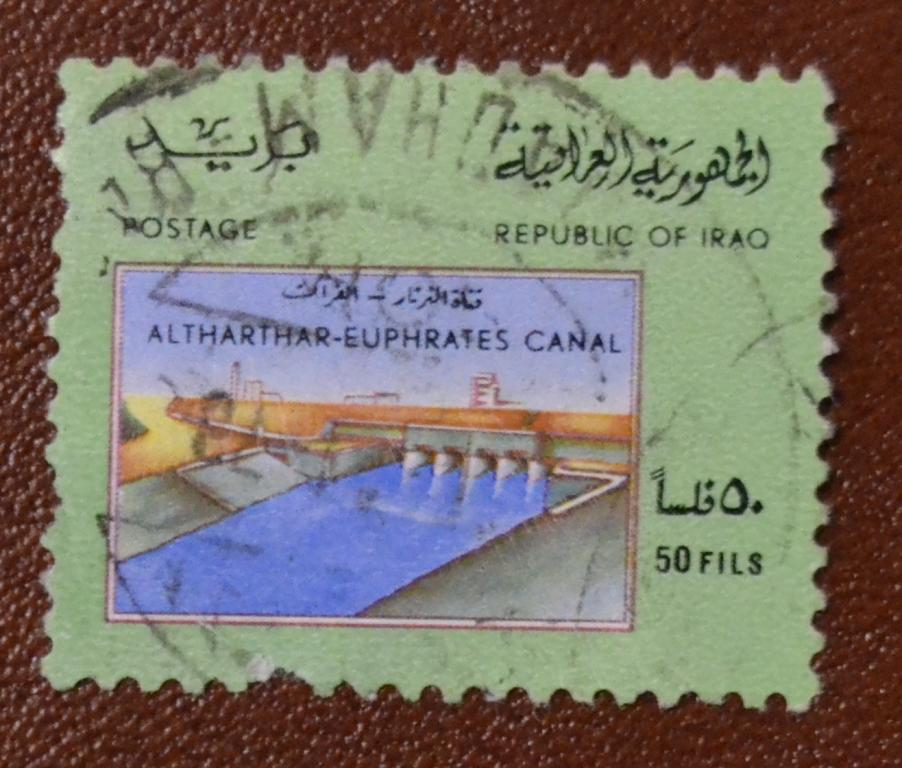 بريد
الجمهورية العراقية
POSTAGE
REPUBLIC OF IRAQ
قناة الثرثار - الفرات
ALTHARTHAR-EUPHRATES CANAL
٥٠ فلساً
50 FILS